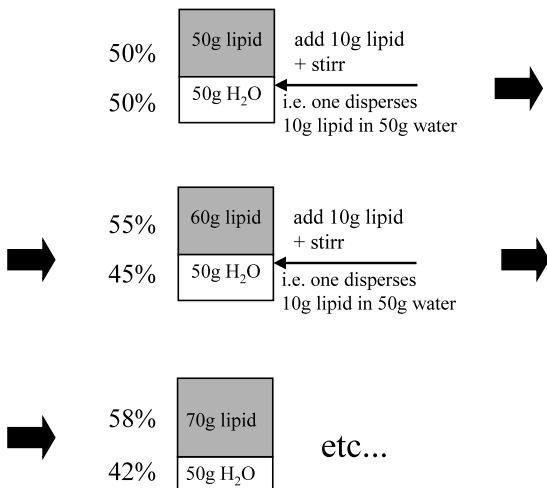 50%
50g lipid
add 10g lipid
+ stirr
50%
50g H₂O
i.e. one disperses
10g lipid in 50g water
55%
60g lipid
add 10g lipid
+ stirr
45%
50g H₂O
i.e. one disperses
10g lipid in 50g water
58%
70g lipid
etc...
42%
50g H₂O